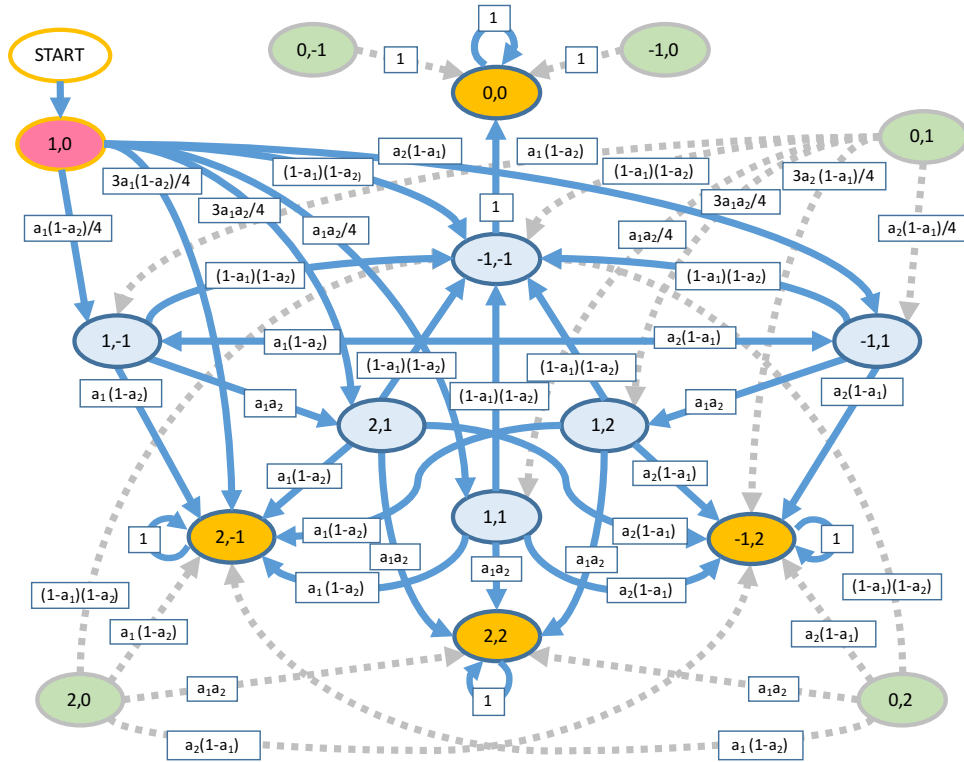 1
START
0,-1
-1,0
1
1
0,0
1,0
0,1
a₂(1-a₁)
a₁(1-a₂)
(1-a₁)(1-a₂)
(1-a₁)(1-a₂)
3a₁(1-a₂)/4
3a₂(1-a₁)/4
3a₁a₂/4
3a₁a₂/4
1
a₁(1-a₂)/4
a₁a₂/4
a₁a₂/4
a₂(1-a₁)/4
-1,-1
(1-a₁)(1-a₂)
(1-a₁)(1-a₂)
1,-1
a₁(1-a₂)
a₂(1-a₁)
-1,1
(1-a₁)(1-a₂)
(1-a₁)(1-a₂)
a₁(1-a₂)
a₂(1-a₁)
a₁a₂
(1-a₁)(1-a₂)
a₁a₂
2,1
1,2
a₁(1-a₂)
a₂(1-a₁)
1,1
2,-1
a₁(1-a₂)
a₂(1-a₁)
-1,2
1
1
a₁a₂
a₁a₂
a₁a₂
a₁(1-a₂)
a₂(1-a₁)
(1-a₁)(1-a₂)
(1-a₁)(1-a₂)
a₁(1-a₂)
2,2
a₂(1-a₁)
2,0
a₁a₂
1
a₁a₂
0,2
a₂(1-a₁)
a₁(1-a₂)